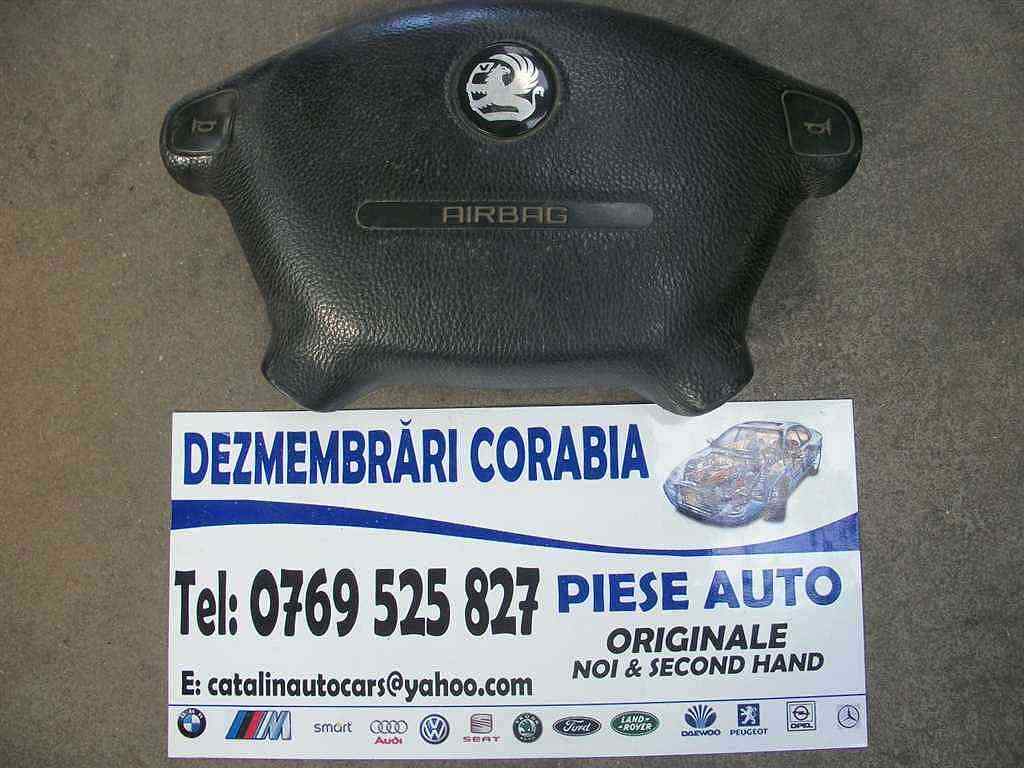 V
AIRBAG
DEZMEMBRĂRI CORABIA
Tel: 0769 525 827
PIESE AUTO
ORIGINALE
NOI & SECOND HAND
E: catalinautocars@yahoo.com
BMW M smart Audi SEAT Ford LAND-ROVER DAEWOO PEUGEOT OPEL